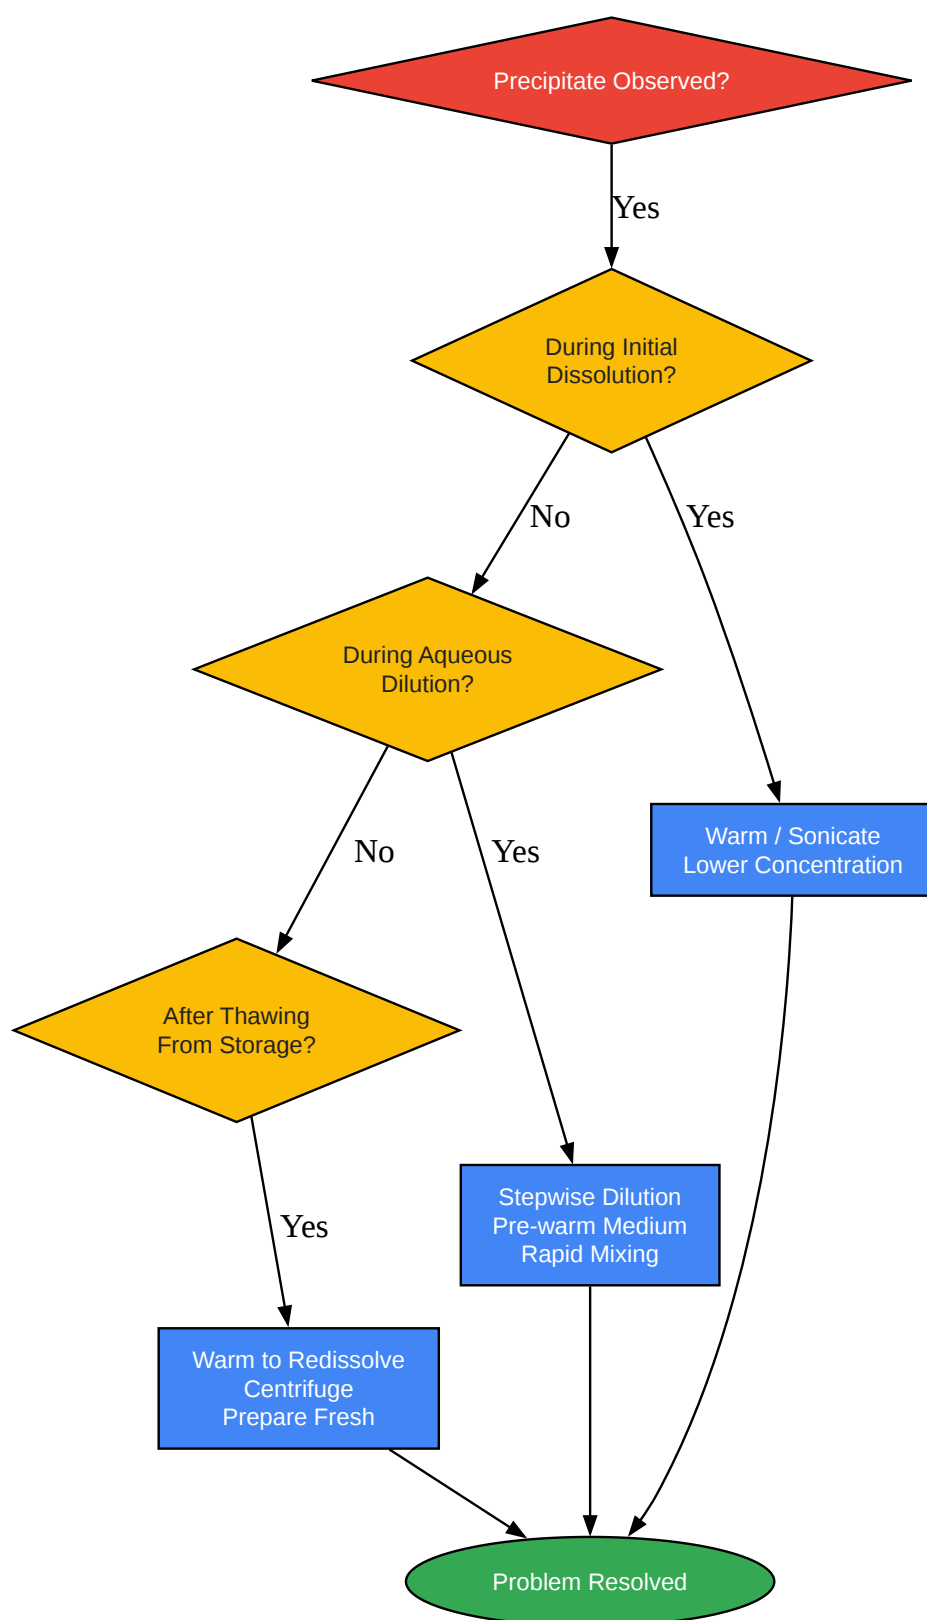 Precipitate Observed?
Yes
During Initial
Dissolution?
No
Yes
During Aqueous
Dilution?
Warm / Sonicate
Lower Concentration
No
Yes
After Thawing
From Storage?
Stepwise Dilution
Pre-warm Medium
Rapid Mixing
Yes
Warm to Redissolve
Centrifuge
Prepare Fresh
Problem Resolved